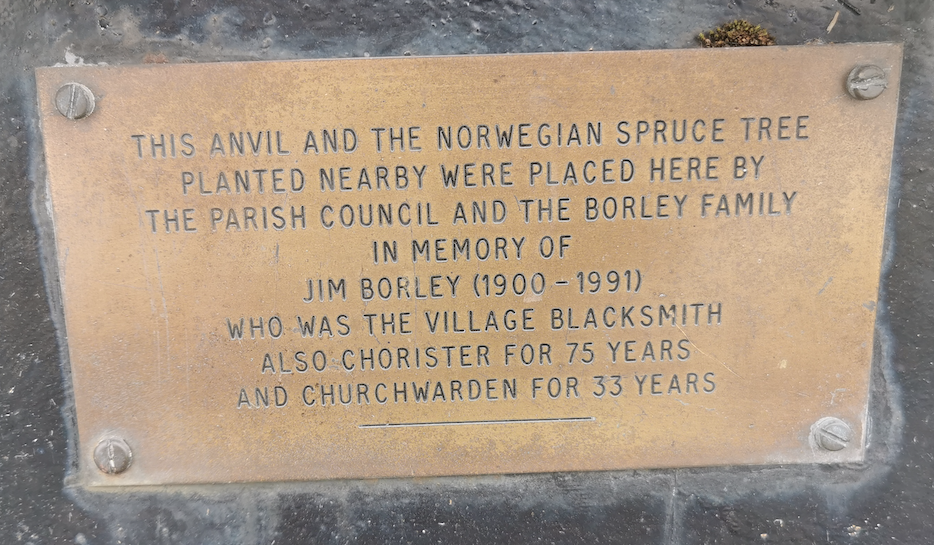 THIS ANVIL AND THE NORWEGIAN SPRUCE TREE
PLANTED NEARBY WERE PLACED HERE BY
THE PARISH COUNCIL AND THE BORLEY FAMILY
IN MEMORY OF
JIM BORLEY (1900 - 1991)
WHO WAS THE VILLAGE BLACKSMITH
ALSO CHORISTER FOR 75 YEARS
AND CHURCHWARDEN FOR 33 YEARS